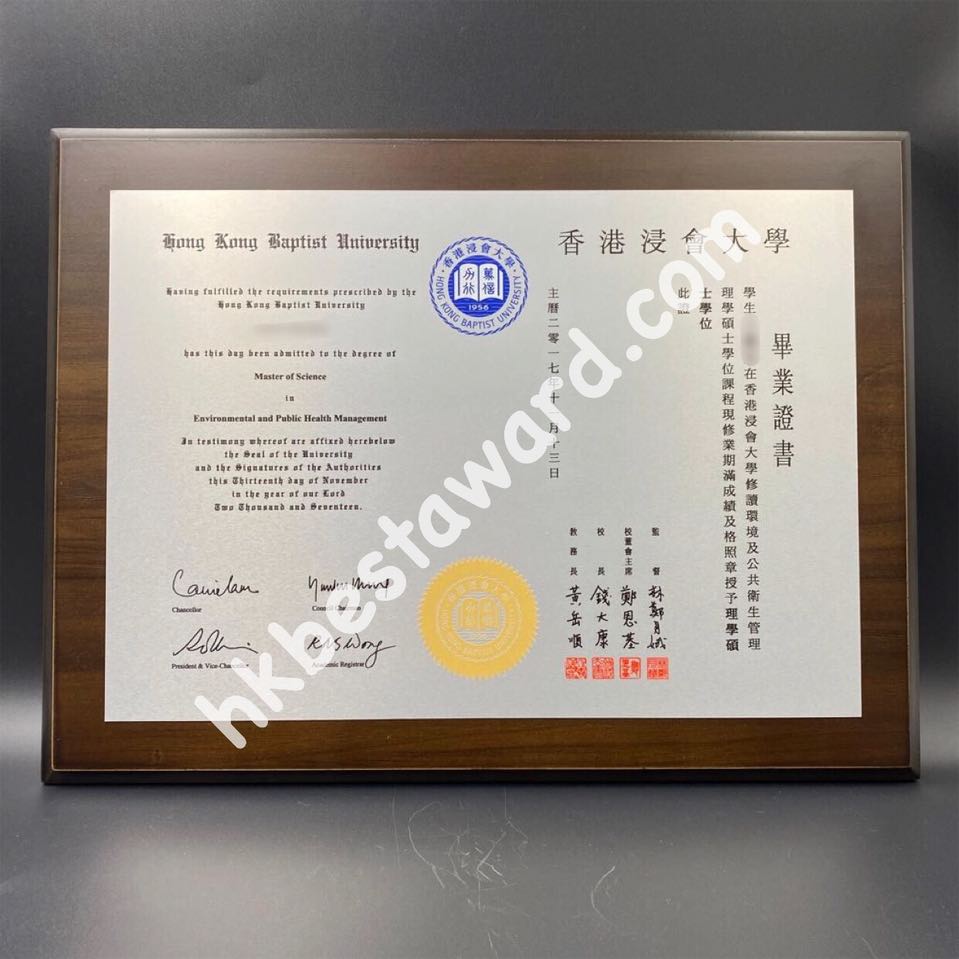 Hong Kong Baptist University
Having fulfilled the requirements prescribed by the
Hong Kong Baptist University
has this day been admitted to the degree of
Master of Science
in
Environmental and Public Health Management
In testimony whereof are affixed herebelow
the Seal of the University
and the Signatures of the Authorities
this Thirteenth day of November
in the year of our Lord
Two Thousand and Seventeen.
Chancellor
Council Chairman
President & Vice-Chancellor
Academic Registrar
香港浸會大學
HONG KONG BAPTIST UNIVERSITY
1956
香港浸會大學
畢業證書
學生
在香港浸會大學修讀環境及公共衛生管理
理學碩士學位課程現修業期滿成績及格照章授予理學碩
士學位
此證
主曆二零一七年十一月十三日
監督 林鄭月娥
校董會主席 鄭恩基
校長 錢大康
教務長 黃岳順
hkbestaward.com